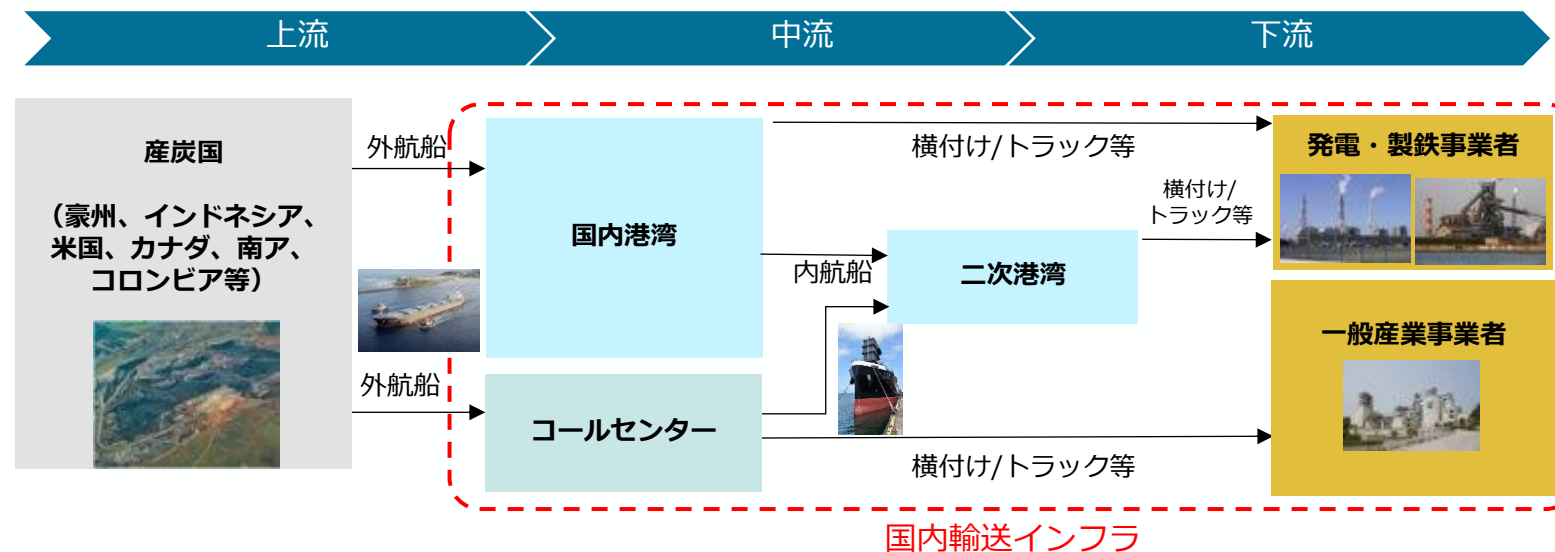 上流
中流
下流
産炭国
（豪州、インドネシア、
米国、カナダ、南ア、
コロンビア等）
外航船
外航船
国内港湾
コールセンター
内航船
二次港湾
横付け/トラック等
横付け/
トラック等
横付け/トラック等
発電・製鉄事業者
一般産業事業者
国内輸送インフラ